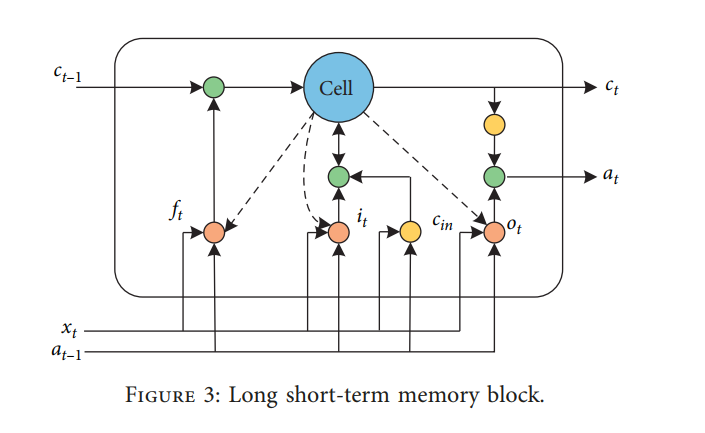 c_{t–1}
Cell
c_t
a_t
f_t
i_t
c_{in}
o_t
x_t
a_{t–1}
FIGURE 3: Long short-term memory block.